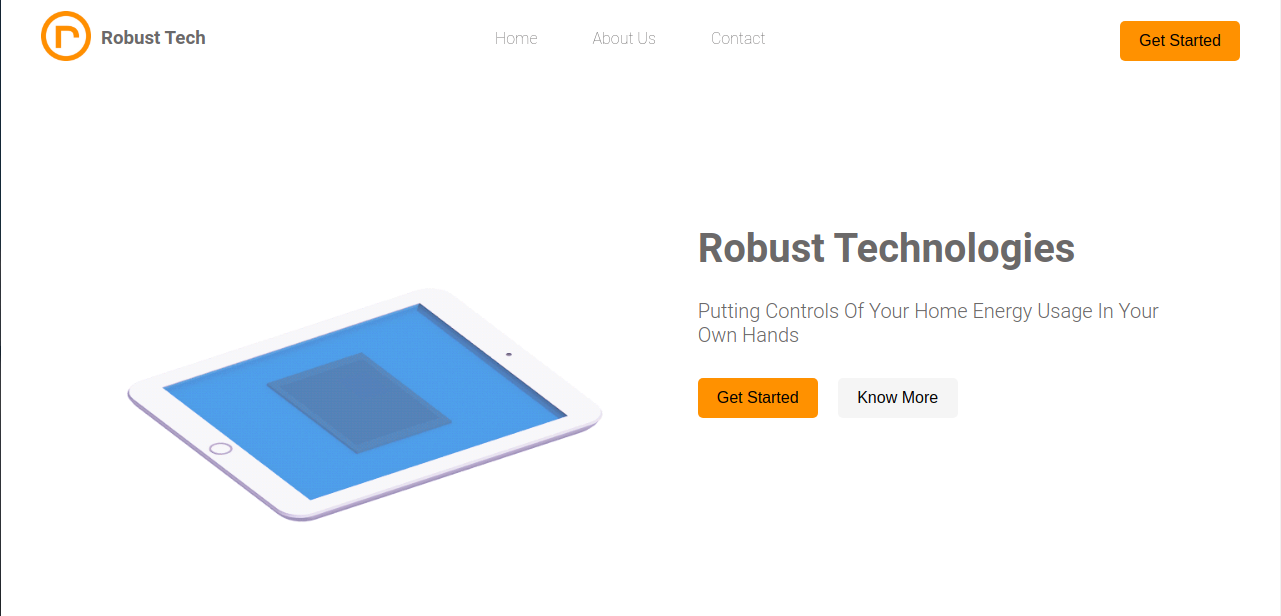 Robust Tech
Home
About Us
Contact
Get Started
Robust Technologies
Putting Controls Of Your Home Energy Usage In Your
Own Hands
Get Started
Know More